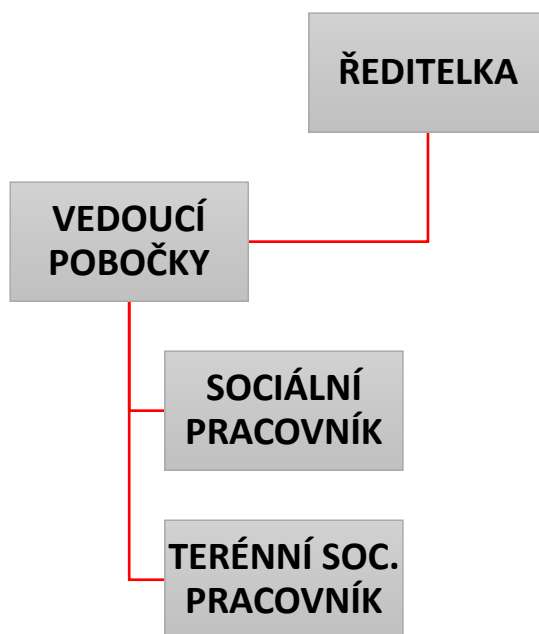 ŘEDITELKA
VEDOUCÍ
POBOČKY
SOCIÁLNÍ
PRACOVNÍK
TERÉNNÍ SOC.
PRACOVNÍK